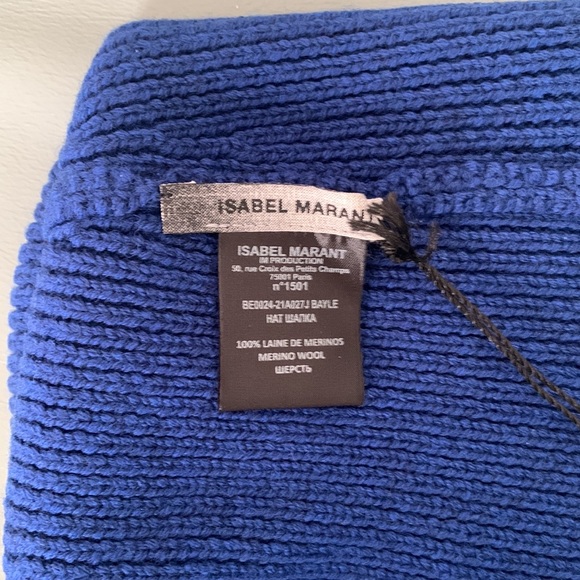 ISABEL MARANT
ISABEL MARANT
IM PRODUCTION
50, rue Croix des Petits Champs
75001 Paris
n°1501
BE0024-21A027J BAYLE
HAT ШАПКА
100% LAINE DE MERINOS
MERINO WOOL
ШЕРСТЬ